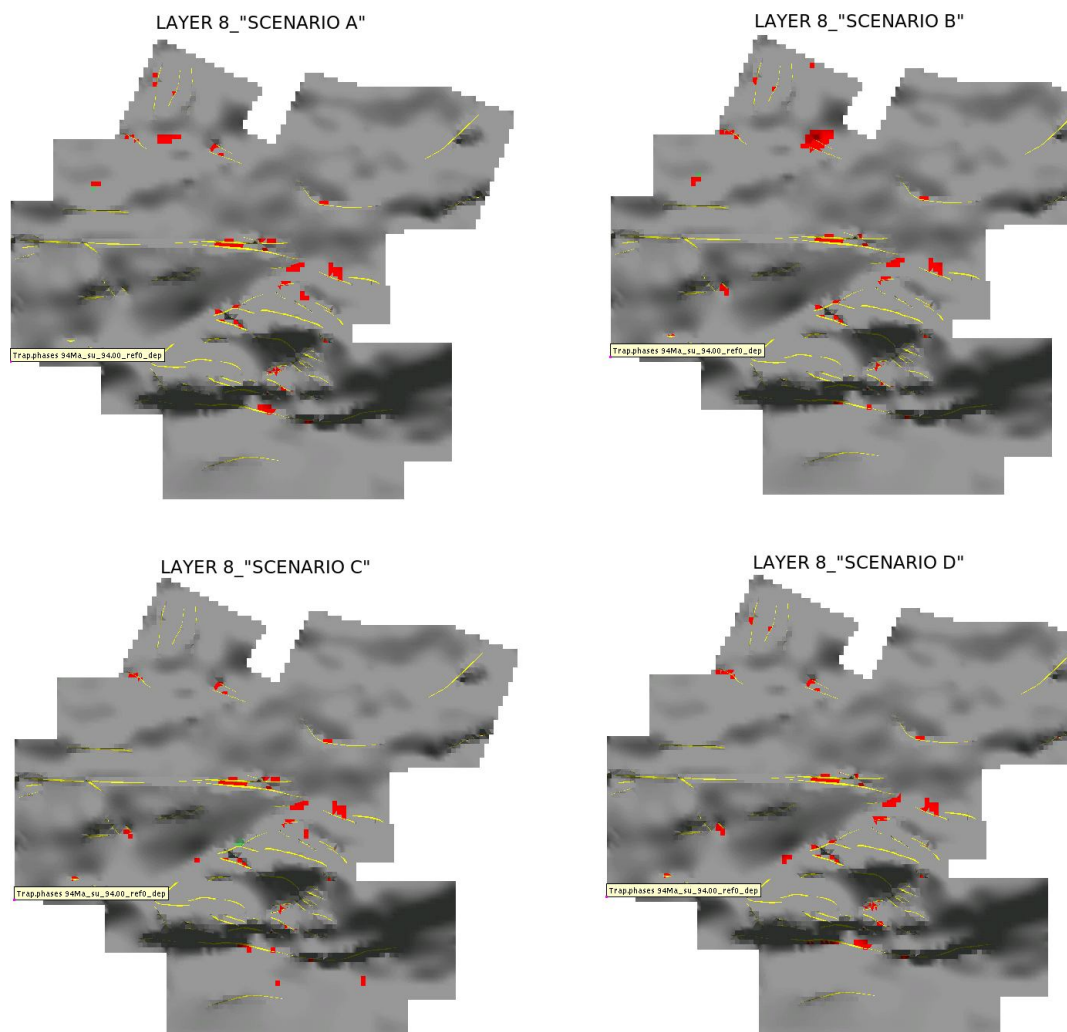 LAYER 8_"SCENARIO A"
LAYER 8_"SCENARIO B"
Trap.phases 94Ma_su_94.00_ref0_dep
Trap.phases 94Ma_su_94.00_ref0_dep
LAYER 8_"SCENARIO C"
LAYER 8_"SCENARIO D"
Trap.phases 94Ma_su_94.00_ref0_dep
Trap.phases 94Ma_su_94.00_ref0_dep